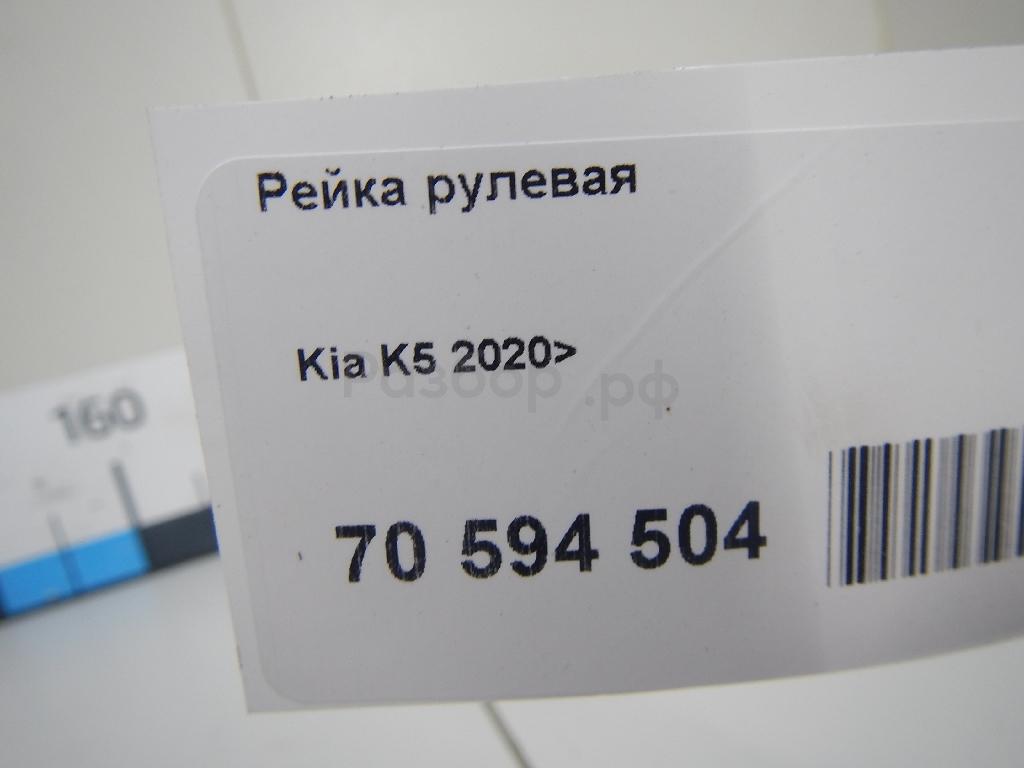 Рейка рулевая
Kia K5 2020>
Разбор.рф
160
70 594 504